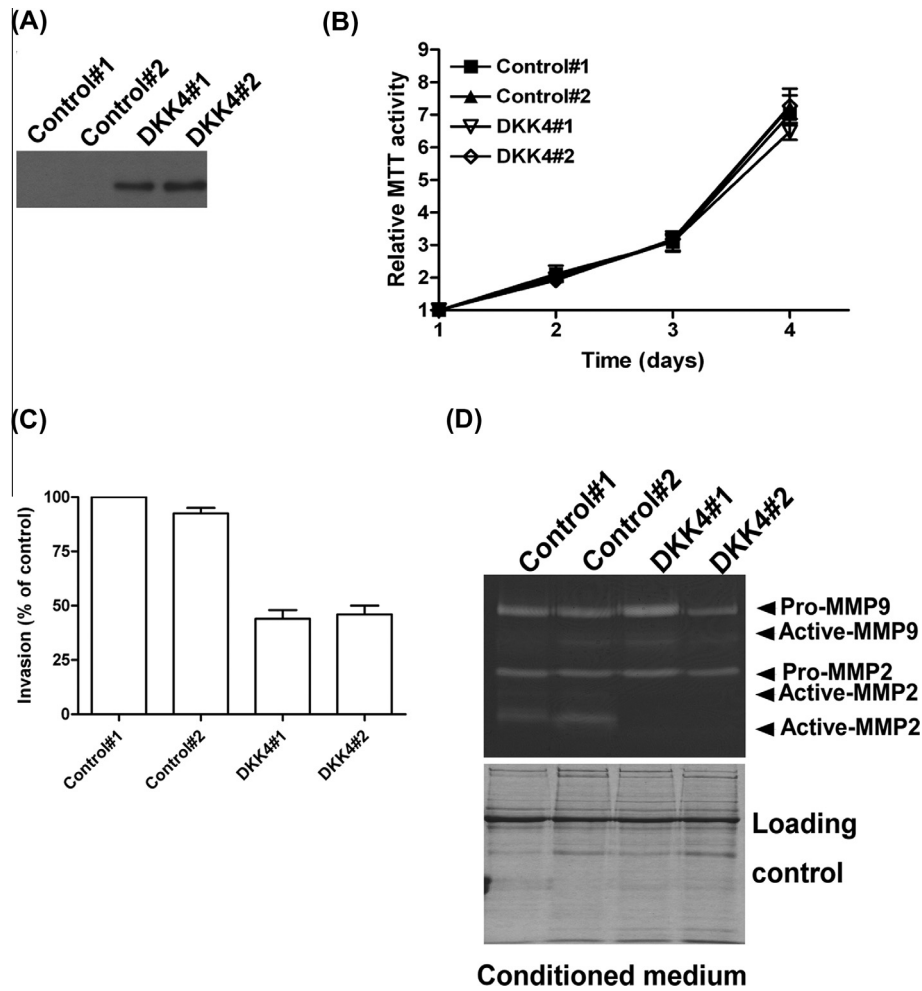 (A)
Control#1
Control#2
DKK4#1
DKK4#2
(B)
Relative MTT activity
9
8
7
6
5
4
3
2
1
Control#1
Control#2
DKK4#1
DKK4#2
1 2 3 4
Time (days)
(C)
Invasion (% of control)
100
75
50
25
0
Control#1
Control#2
DKK4#1
DKK4#2
(D)
Control#1
Control#2
DKK4#1
DKK4#2
Pro-MMP9
Active-MMP9
Pro-MMP2
Active-MMP2
Active-MMP2
Loading
control
Conditioned medium